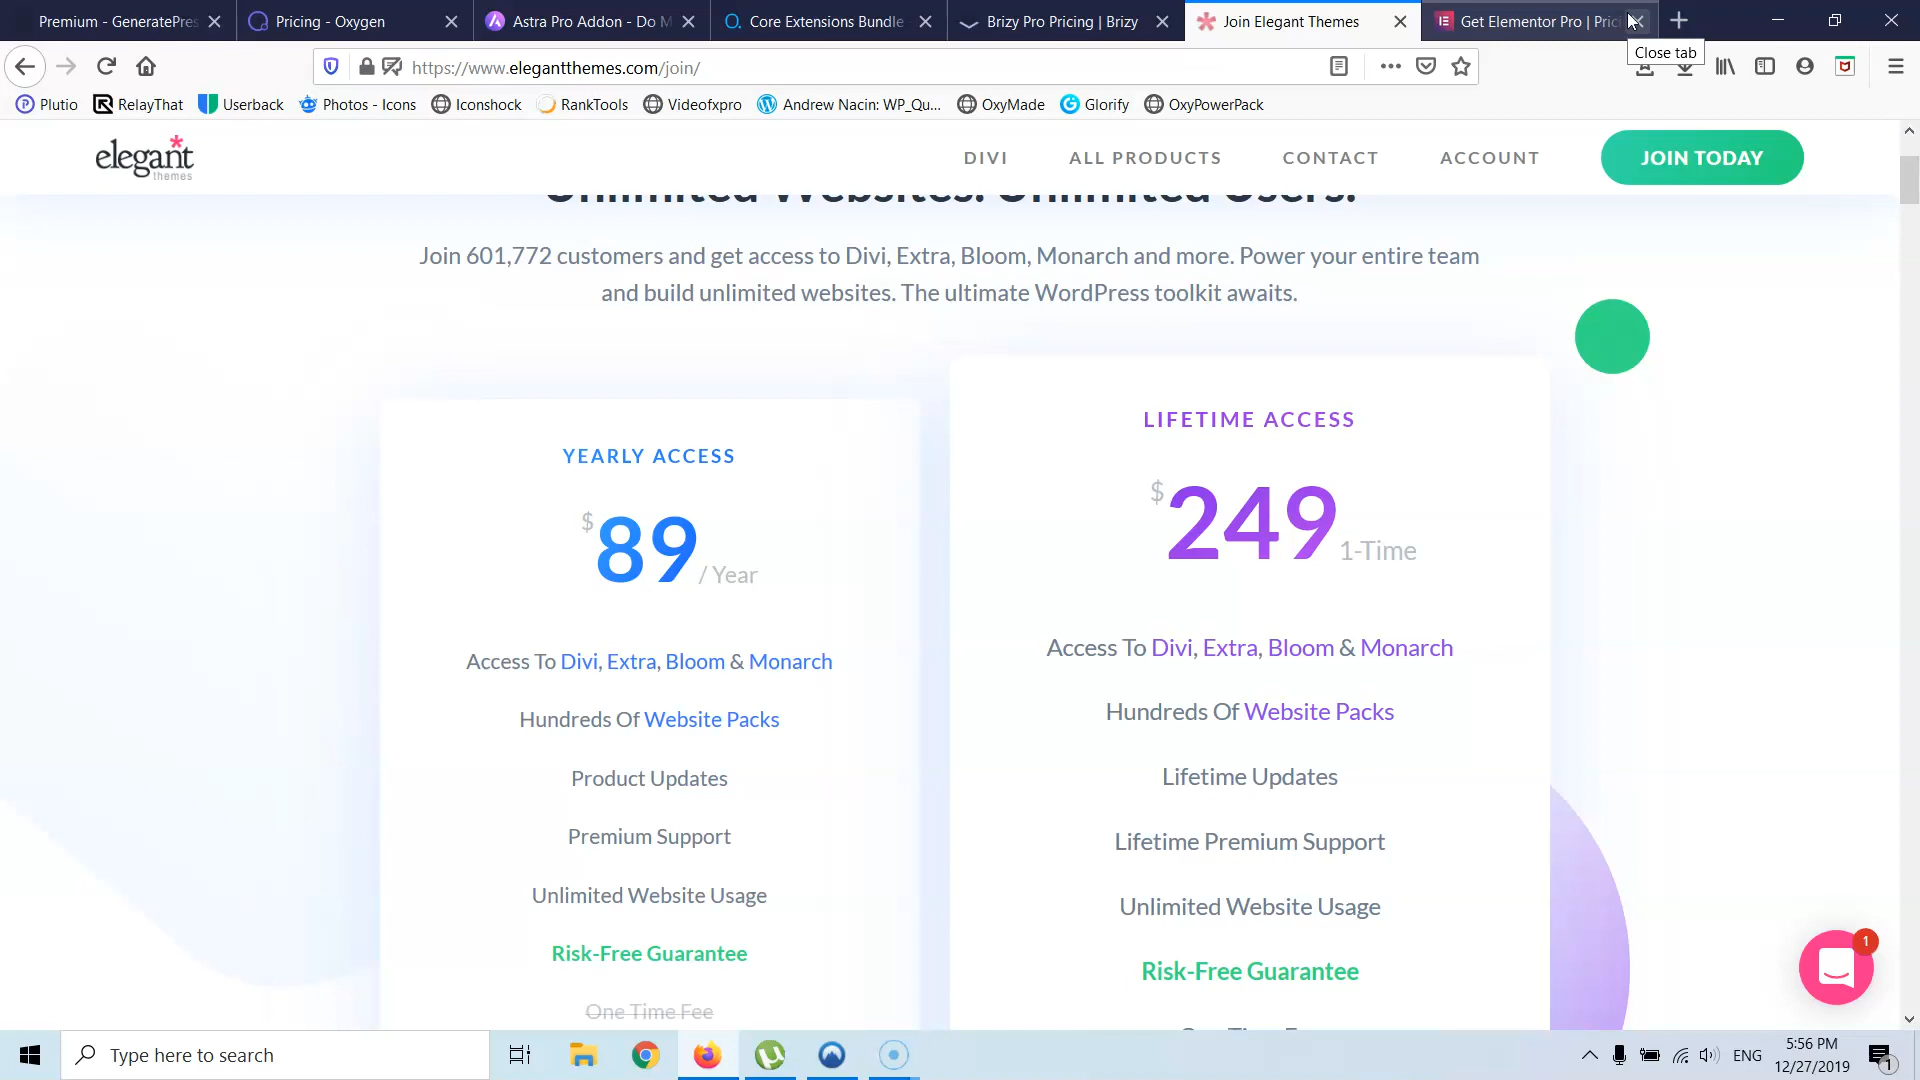 Premium - GeneratePres
Pricing - Oxygen
Astra Pro Addon - Do M
Core Extensions Bundle
Brizy Pro Pricing | Brizy
Join Elegant Themes
Get Elementor Pro | Prici
Close tab
https://www.elegantthemes.com/join/
Plutio
RelayThat
Userback
Photos - Icons
Iconshock
RankTools
Videofxpro
Andrew Nacin: WP_Qu...
OxyMade
Glorify
OxyPowerPack
elegant
themes
DIVI
ALL PRODUCTS
CONTACT
ACCOUNT
JOIN TODAY
Unlimited Websites. Unlimited Users.
Join 601,772 customers and get access to Divi, Extra, Bloom, Monarch and more. Power your entire team
and build unlimited websites. The ultimate WordPress toolkit awaits.
YEARLY ACCESS
$89 / Year
Access To Divi, Extra, Bloom & Monarch
Hundreds Of Website Packs
Product Updates
Premium Support
Unlimited Website Usage
Risk-Free Guarantee
One Time Fee
LIFETIME ACCESS
$249 1-Time
Access To Divi, Extra, Bloom & Monarch
Hundreds Of Website Packs
Lifetime Updates
Lifetime Premium Support
Unlimited Website Usage
Risk-Free Guarantee
1
Type here to search
ENG
5:56 PM
12/27/2019
1